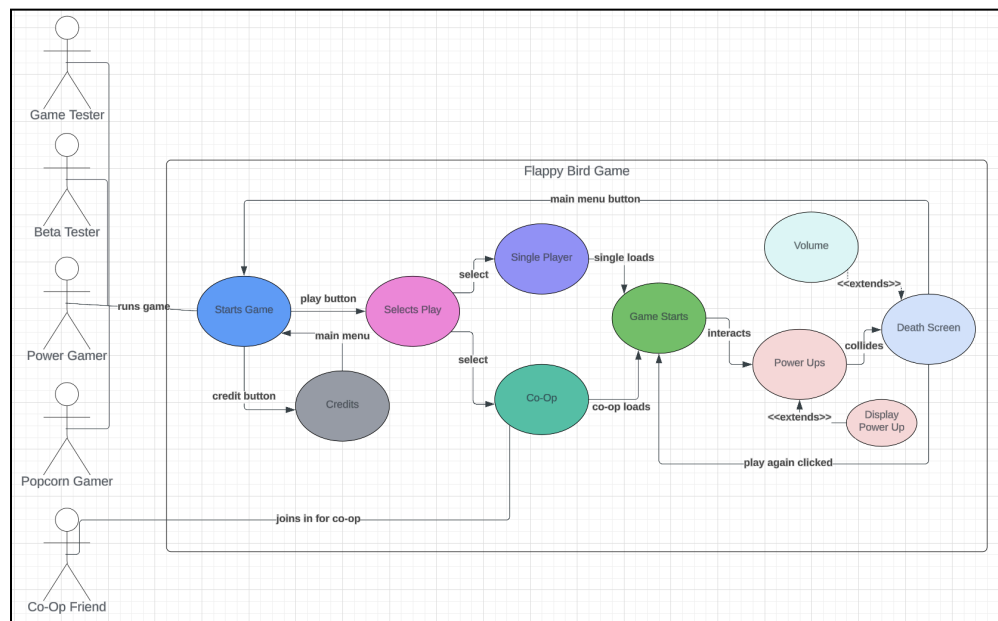 Game Tester
Beta Tester
Flappy Bird Game
main menu button
Volume
Single Player
single loads
select
<<extends>>
runs game
Starts Game
play button
Selects Play
Game Starts
Death Screen
main menu
interacts
collides
Power Gamer
Power Ups
select
credit button
Credits
Co-Op
co-op loads
<<extends>>
Display
Power Up
play again clicked
Popcorn Gamer
joins in for co-op
Co-Op Friend